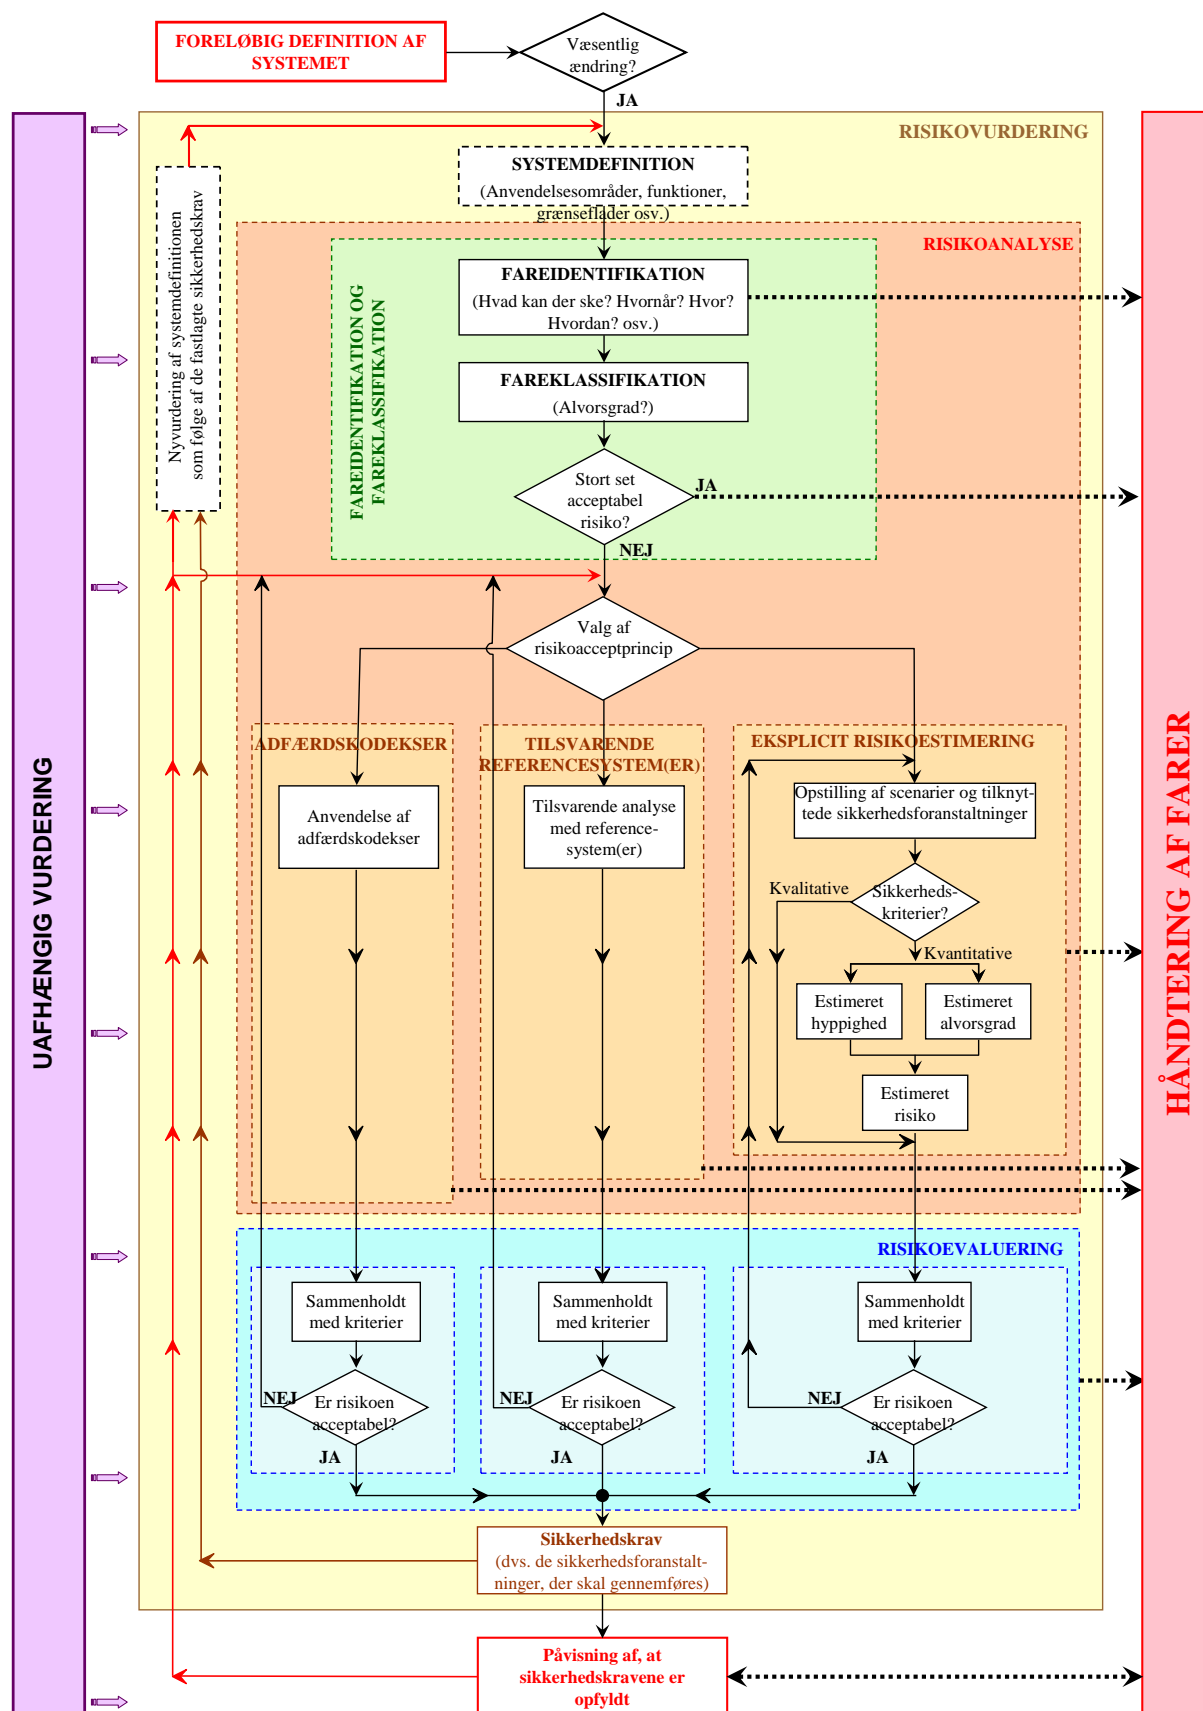 FORELØBIG DEFINITION AF
SYSTEMET
Væsentlig
ændring?
JA
RISIKOVURDERING
SYSTEMDEFINITION
(Anvendelsesområder, funktioner,
grænseflader osv.)
RISIKOANALYSE
FAREIDENTIFIKATION
(Hvad kan der ske? Hvornår? Hvor?
Hvordan? osv.)
FAREIDENTIFIKATION OG
FAREKLASSIFIKATION
Nyvurdering af systemdefinitionen
som følge af de fastlagte sikkerhedskrav
FAREKLASSIFIKATION
(Alvorsgrad?)
Stort set
acceptabel
risiko?
JA
NEJ
Valg af
risikoacceptprincip
UAFHÆNGIG VURDERING
HÅNDTERING AF FARER
ADFÆRDSKODEKSER
TILSVARENDE
REFERENCESYSTEM(ER)
EKSPLICIT RISIKOESTIMERING
Anvendelse af
adfærdskodekser
Tilsvarende analyse
med reference-
system(er)
Opstilling af scenarier og tilknyt-
tede sikkerhedsforanstaltninger
Kvalitative
Sikkerheds-
kriterier?
Kvantitative
Estimeret
hyppighed
Estimeret
alvorsgrad
Estimeret
risiko
RISIKOEVALUERING
Sammenholdt
med kriterier
Sammenholdt
med kriterier
Sammenholdt
med kriterier
NEJ
Er risikoen
acceptabel?
JA
NEJ
Er risikoen
acceptabel?
JA
NEJ
Er risikoen
acceptabel?
JA
Sikkerhedskrav
(dvs. de sikkerhedsforanstalt-
ninger, der skal gennemføres)
Påvisning af, at
sikkerhedskravene er
opfyldt